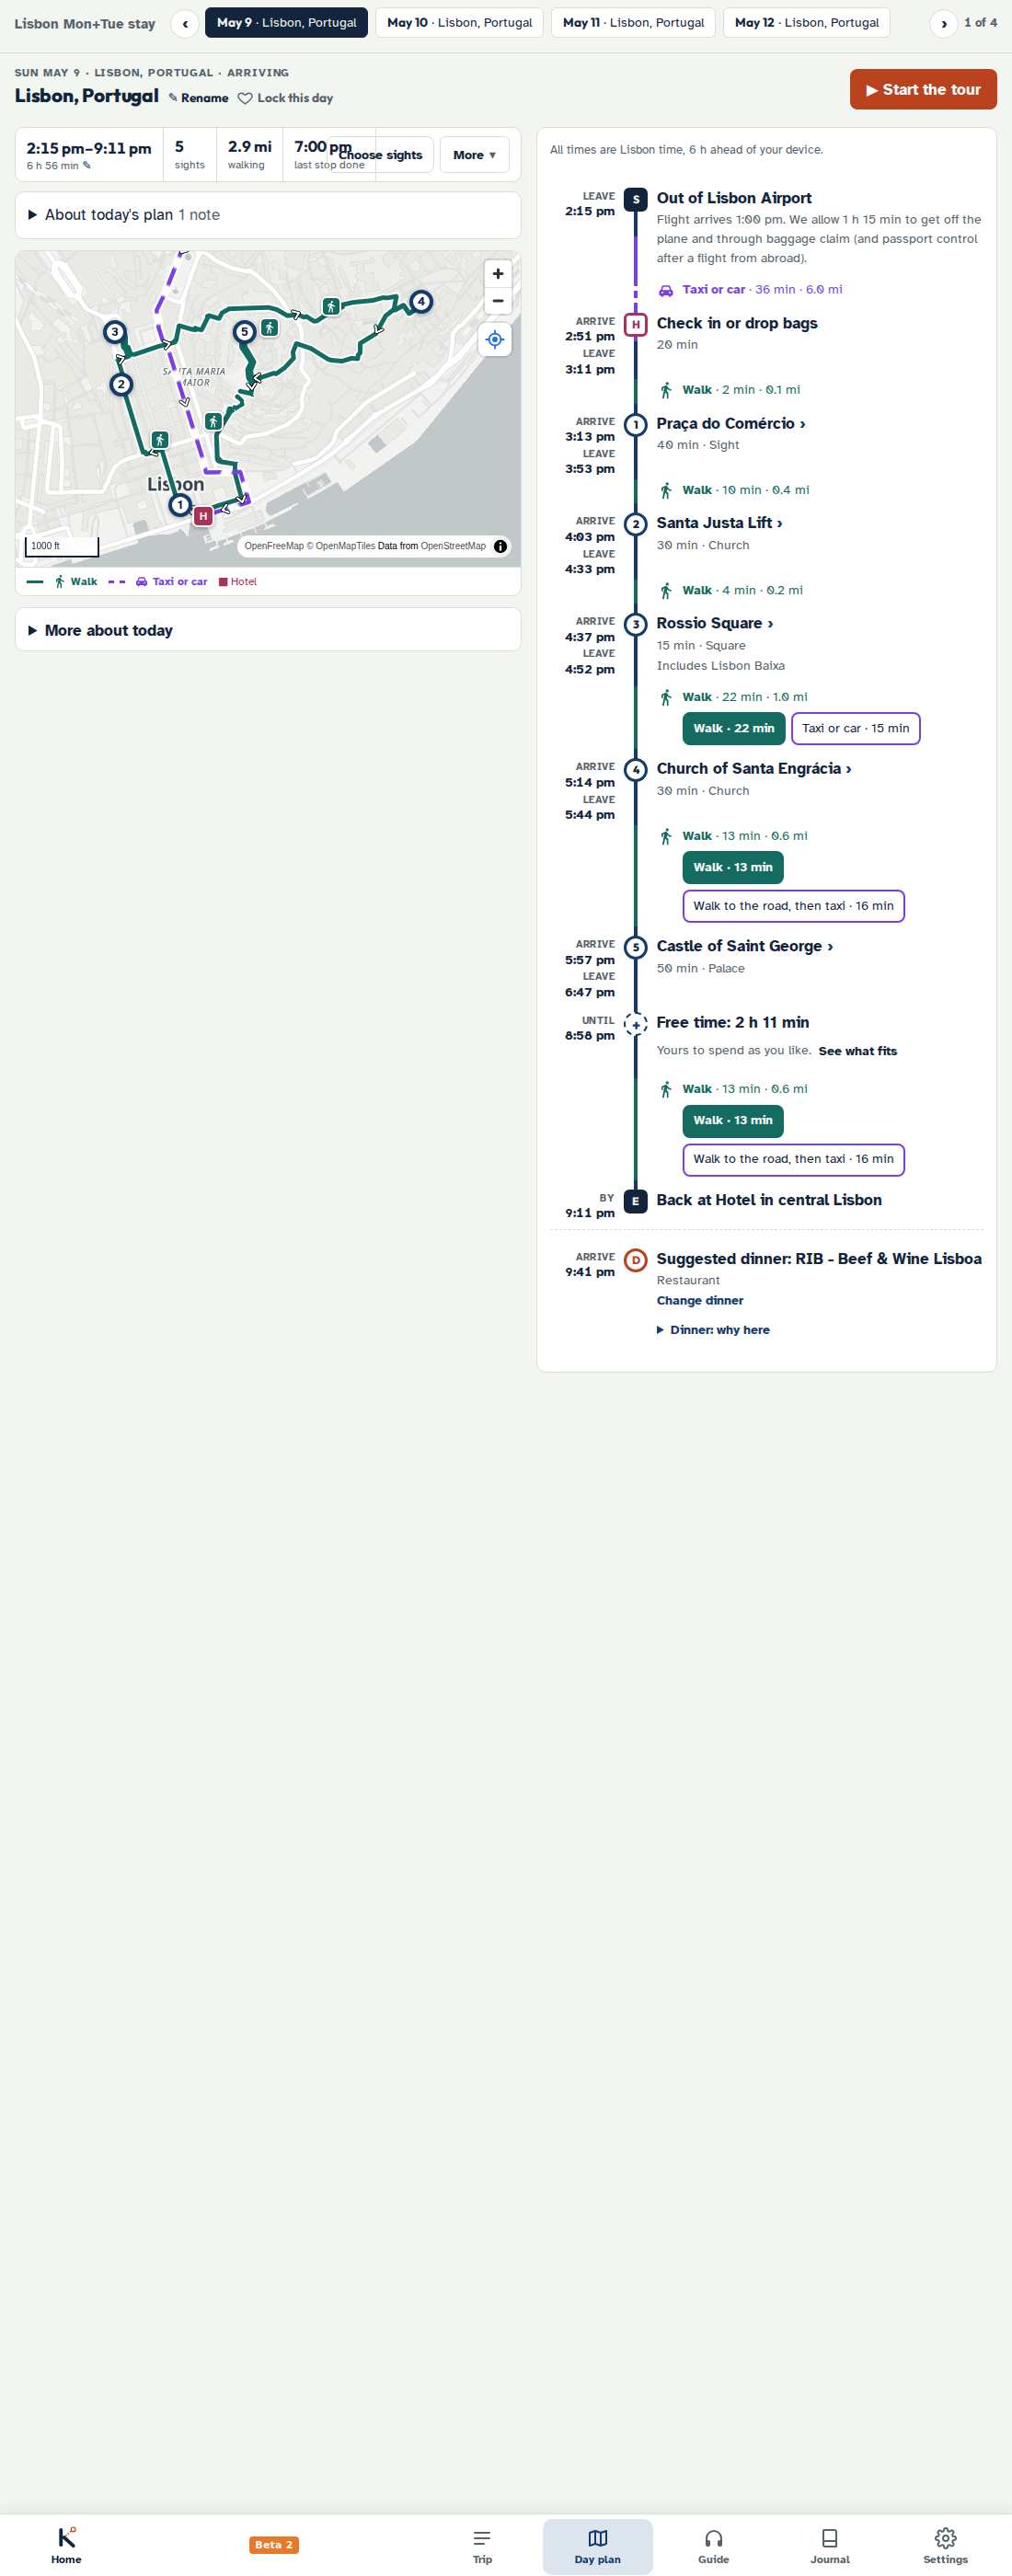 Lisbon Mon+Tue stay
‹
May 9 · Lisbon, Portugal
May 10 · Lisbon, Portugal
May 11 · Lisbon, Portugal
May 12 · Lisbon, Portugal
›
1 of 4
SUN MAY 9 · LISBON, PORTUGAL · ARRIVING
Lisbon, Portugal
✎ Rename
Lock this day
▶ Start the tour
2:15 pm–9:11 pm
6 h 56 min ✎
5
sights
2.9 mi
walking
7:00 pm
last stop done
Choose sights
More ▼
▶ About today's plan 1 note
3
5
4
2
SANTA MARIA
MAIOR
Lisbon
1
H
+
−
1000 ft
OpenFreeMap © OpenMapTiles Data from OpenStreetMap
Walk
Taxi or car
Hotel
▶ More about today
All times are Lisbon time, 6 h ahead of your device.
LEAVE
2:15 pm
S
Out of Lisbon Airport
Flight arrives 1:00 pm. We allow 1 h 15 min to get off the
plane and through baggage claim (and passport control
after a flight from abroad).
Taxi or car · 36 min · 6.0 mi
ARRIVE
2:51 pm
LEAVE
3:11 pm
H
Check in or drop bags
20 min
Walk · 2 min · 0.1 mi
ARRIVE
3:13 pm
LEAVE
3:53 pm
1
Praça do Comércio ›
40 min · Sight
Walk · 10 min · 0.4 mi
ARRIVE
4:03 pm
LEAVE
4:33 pm
2
Santa Justa Lift ›
30 min · Church
Walk · 4 min · 0.2 mi
ARRIVE
4:37 pm
LEAVE
4:52 pm
3
Rossio Square ›
15 min · Square
Includes Lisbon Baixa
Walk · 22 min · 1.0 mi
Walk · 22 min
Taxi or car · 15 min
ARRIVE
5:14 pm
LEAVE
5:44 pm
4
Church of Santa Engrácia ›
30 min · Church
Walk · 13 min · 0.6 mi
Walk · 13 min
Walk to the road, then taxi · 16 min
ARRIVE
5:57 pm
LEAVE
6:47 pm
5
Castle of Saint George ›
50 min · Palace
UNTIL
8:58 pm
+
Free time: 2 h 11 min
Yours to spend as you like. See what fits
Walk · 13 min · 0.6 mi
Walk · 13 min
Walk to the road, then taxi · 16 min
BY
9:11 pm
E
Back at Hotel in central Lisbon
ARRIVE
9:41 pm
D
Suggested dinner: RIB - Beef & Wine Lisboa
Restaurant
Change dinner
▶ Dinner: why here
Home
Beta 2
Trip
Day plan
Guide
Journal
Settings